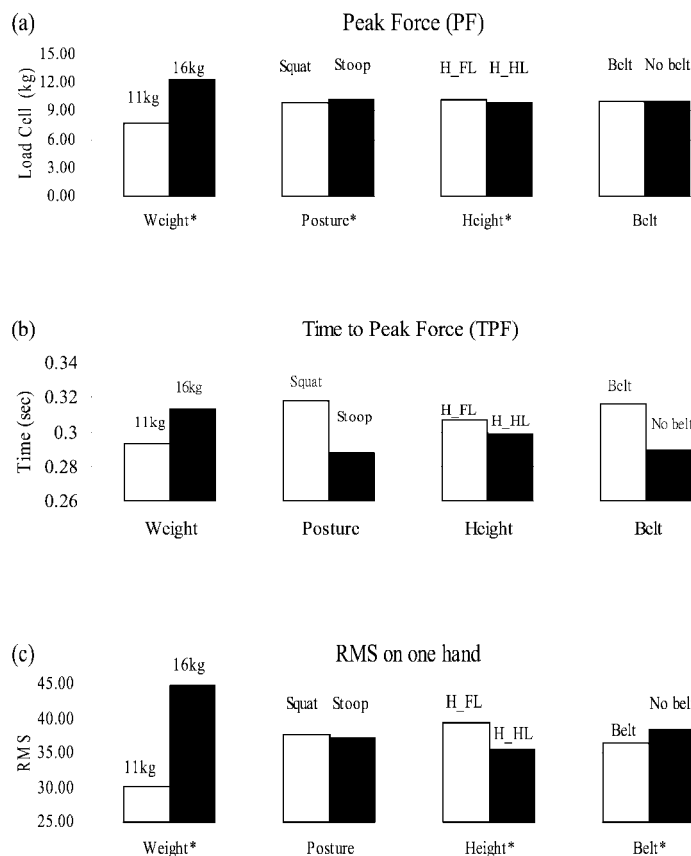 (a) Peak Force (PF)
Load Cell (kg)
15.00
12.00
9.00
6.00
3.00
0.00
11kg 16kg
Squat Stoop
H_FL H_HL
Belt No belt
Weight* Posture* Height* Belt
(b) Time to Peak Force (TPF)
Time (sec)
0.34
0.32
0.3
0.28
0.26
11kg 16kg
Squat Stoop
H_FL H_HL
Belt No belt
Weight Posture Height Belt
(c) RMS on one hand
RMS
45.00
40.00
35.00
30.00
25.00
11kg 16kg
Squat Stoop
H_FL H_HL
Belt No bel
Weight* Posture Height* Belt*